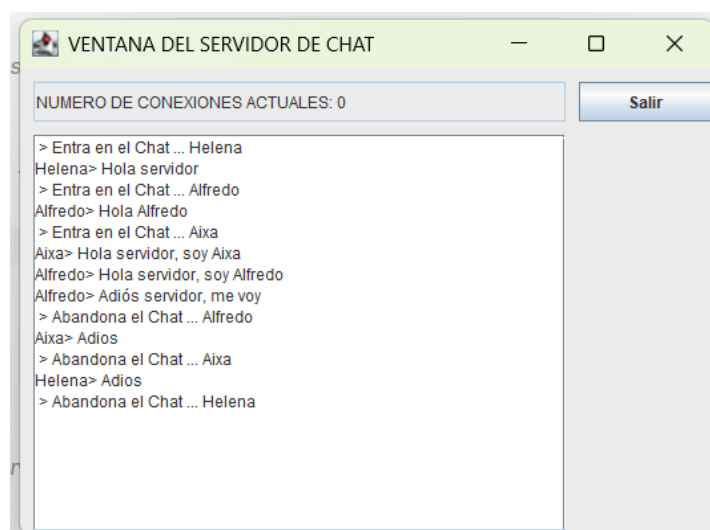 VENTANA DEL SERVIDOR DE CHAT
NUMERO DE CONEXIONES ACTUALES: 0
Salir
> Entra en el Chat ... Helena
Helena> Hola servidor
> Entra en el Chat ... Alfredo
Alfredo> Hola Alfredo
> Entra en el Chat ... Aixa
Aixa> Hola servidor, soy Aixa
Alfredo> Hola servidor, soy Alfredo
Alfredo> Adiós servidor, me voy
> Abandona el Chat ... Alfredo
Aixa> Adios
> Abandona el Chat ... Aixa
Helena> Adios
> Abandona el Chat ... Helena